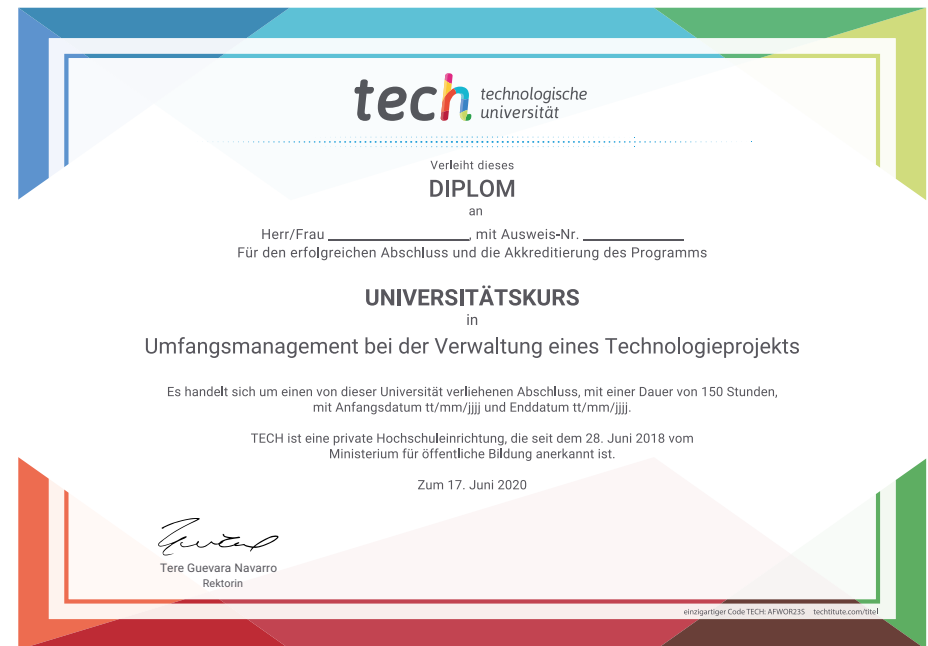 tech technologische
universität
Verleiht dieses
DIPLOM
an
Herr/Frau ____________________, mit Ausweis-Nr. ______________
Für den erfolgreichen Abschluss und die Akkreditierung des Programms
UNIVERSITÄTSKURS
in
Umfangsmanagement bei der Verwaltung eines Technologieprojekts
Es handelt sich um einen von dieser Universität verliehenen Abschluss, mit einer Dauer von 150 Stunden,
mit Anfangsdatum tt/mm/jjjj und Enddatum tt/mm/jjjj.
TECH ist eine private Hochschuleinrichtung, die seit dem 28. Juni 2018 vom
Ministerium für öffentliche Bildung anerkannt ist.
Zum 17. Juni 2020
Tere Guevara Navarro
Rektorin
einzigartiger Code TECH: AFWOR23S techtitute.com/titel